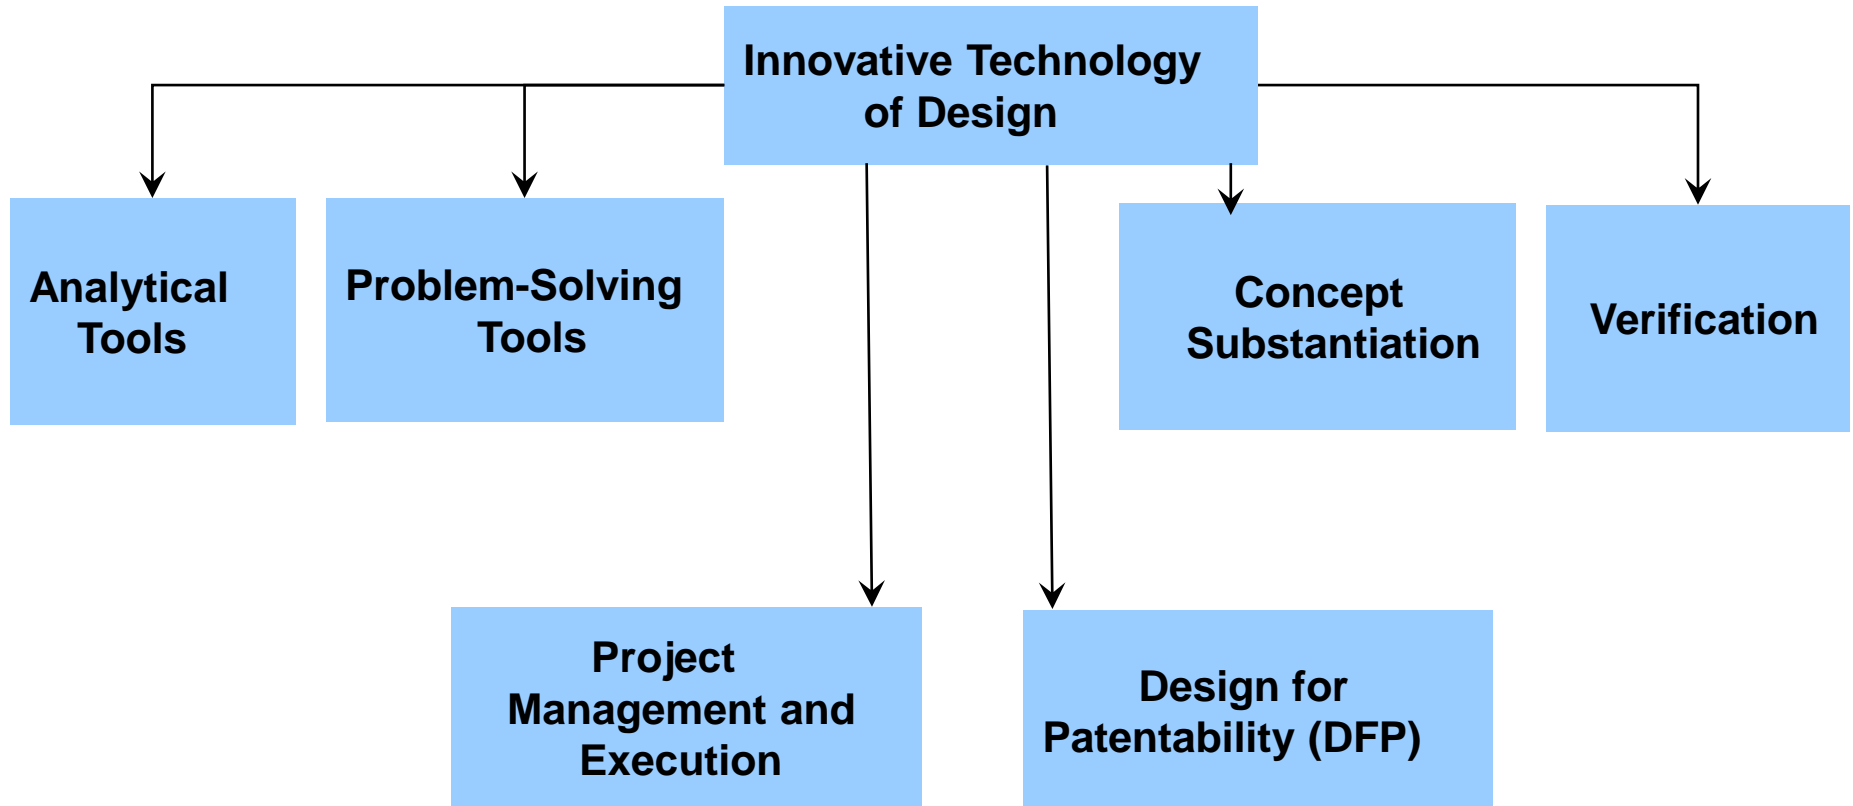 Innovative Technology
of Design
Analytical
Tools
Problem-Solving
Tools
Concept
Substantiation
Verification
Project
Management and
Execution
Design for
Patentability (DFP)